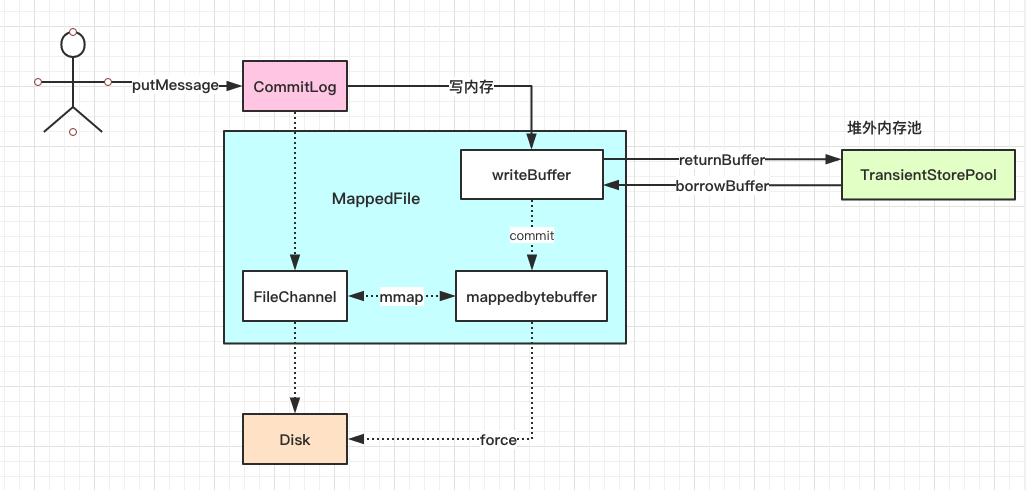 putMessage
CommitLog
写内存
堆外内存池
writeBuffer
returnBuffer
borrowBuffer
TransientStorePool
MappedFile
commit
FileChannel
mmap
mappedbytebuffer
Disk
force